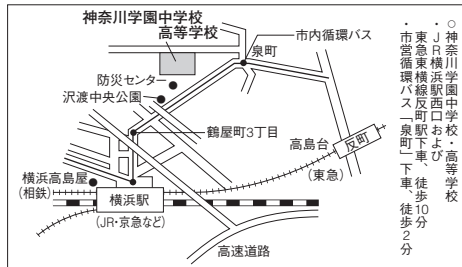 神奈川学園中学校
高等学校
市内循環バス
泉町
防災センター
沢渡中央公園
鶴屋町3丁目
高島台
反町
(東急)
横浜高島屋
(相鉄)
横浜駅
(JR・京急など)
高速道路
○神奈川学園中学校・高等学校
・JR横浜駅西口および
東急東横線反町駅下車、徒歩10分
・市営循環バス「泉町」下車、徒歩2分